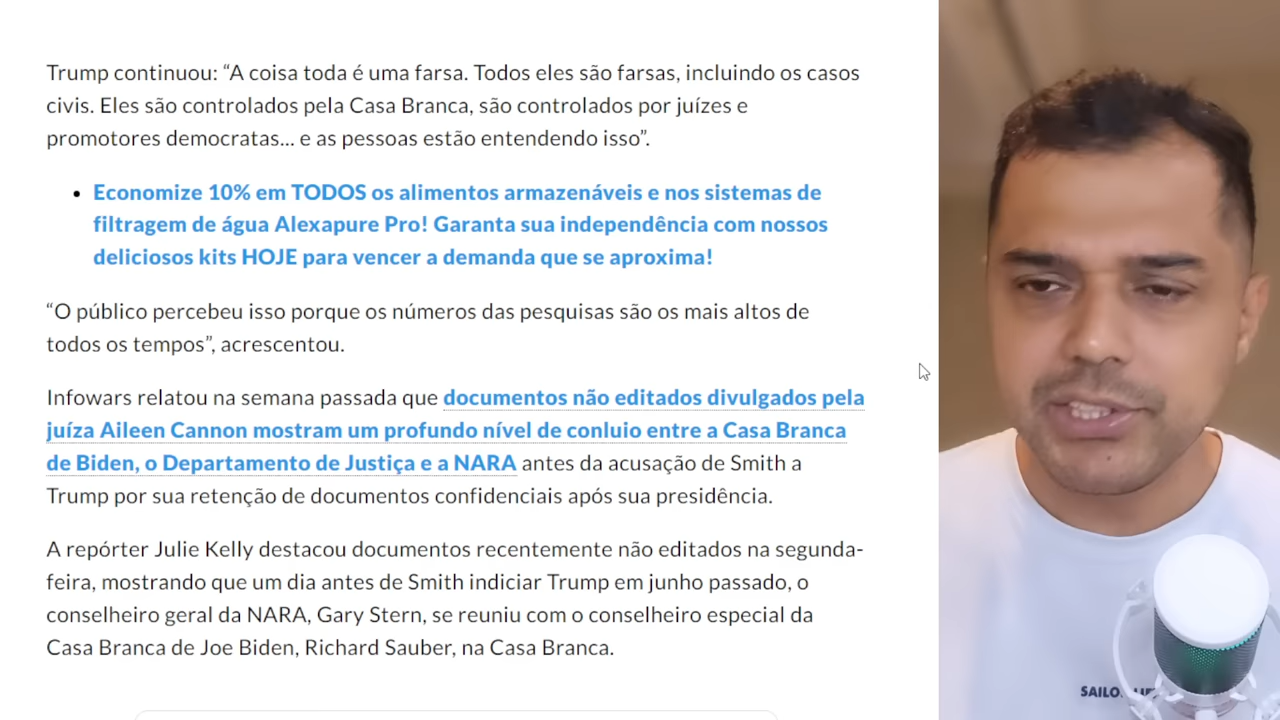 Trump continuou: “A coisa toda é uma farsa. Todos eles são farsas, incluindo os casos
civis. Eles são controlados pela Casa Branca, são controlados por juízes e
promotores democratas... e as pessoas estão entendendo isso”.
Economize 10% em TODOS os alimentos armazenáveis e nos sistemas de
filtragem de água Alexapure Pro! Garanta sua independência com nossos
deliciosos kits HOJE para vencer a demanda que se aproxima!
“O público percebeu isso porque os números das pesquisas são os mais altos de
todos os tempos”, acrescentou.
Infowars relatou na semana passada que documentos não editados divulgados pela
juíza Aileen Cannon mostram um profundo nível de conluio entre a Casa Branca
de Biden, o Departamento de Justiça e a NARA antes da acusação de Smith a
Trump por sua retenção de documentos confidenciais após sua presidência.
A repórter Julie Kelly destacou documentos recentemente não editados na segunda-
feira, mostrando que um dia antes de Smith indiciar Trump em junho passado, o
conselheiro geral da NARA, Gary Stern, se reuniu com o conselheiro especial da
Casa Branca de Joe Biden, Richard Sauber, na Casa Branca.